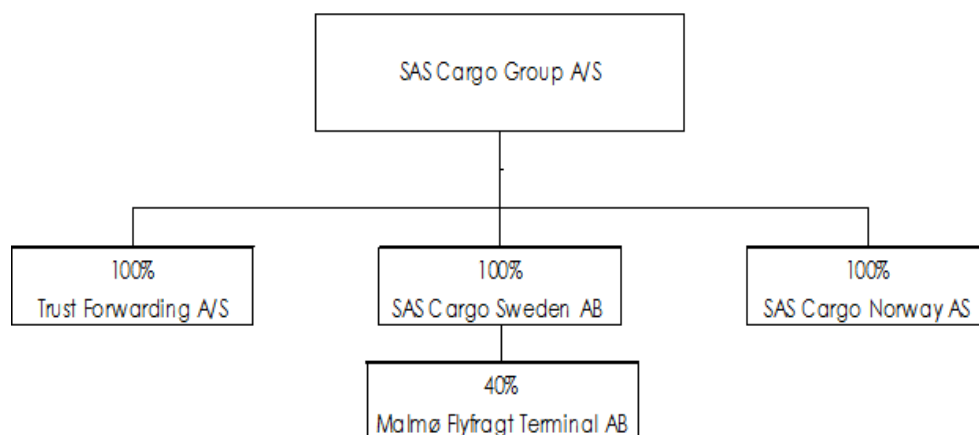 SAS Cargo Group A/S
100%
Trust Forwarding A/S
100%
SAS Cargo Sweden AB
100%
SAS Cargo Norway AS
40%
Malmø Flyfragt Terminal AB